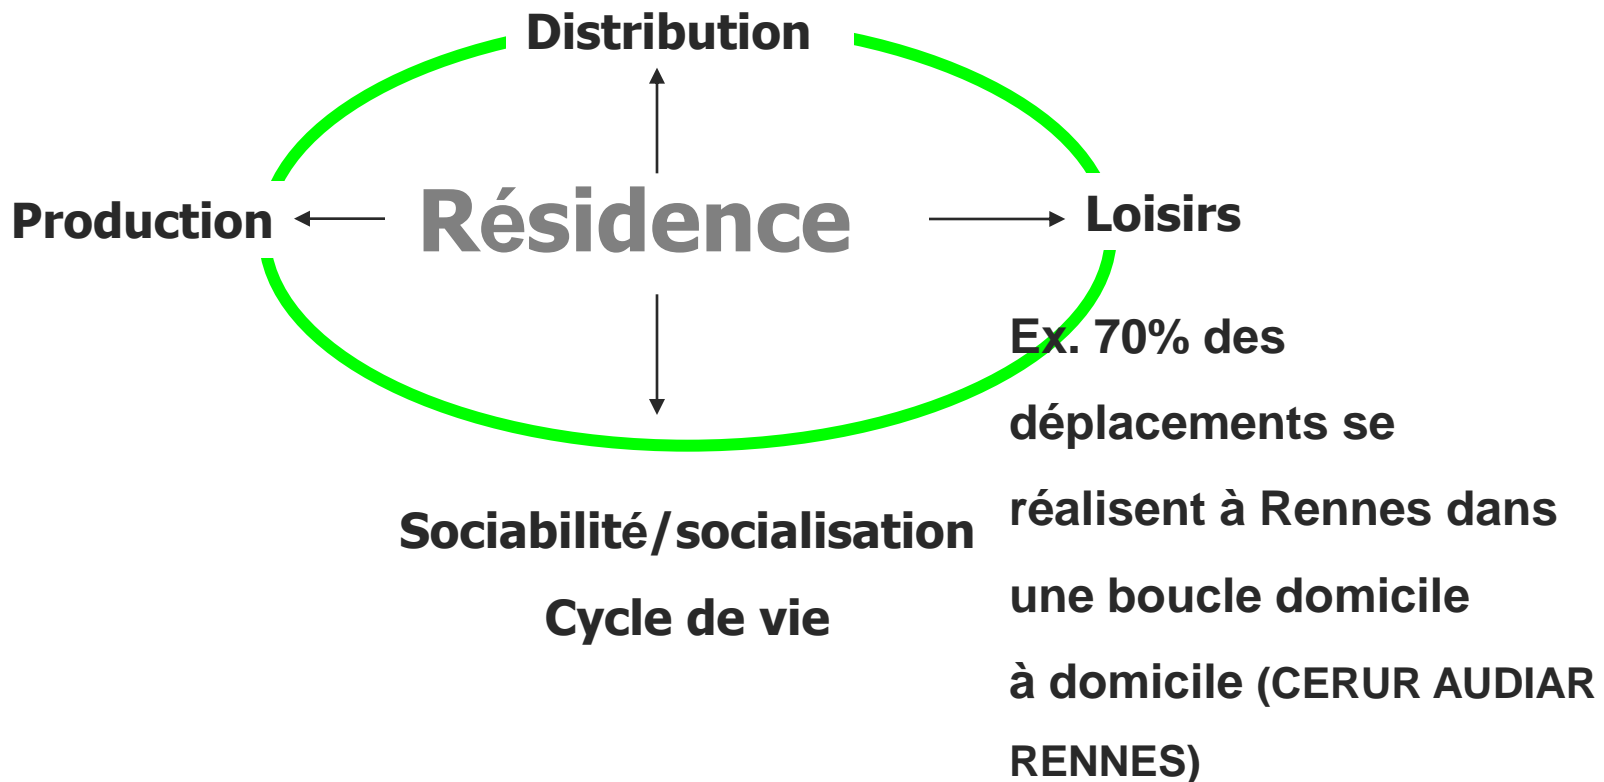 Distribution
Production
Résidence
Loisirs
Ex. 70% des
déplacements se
réalisent à Rennes dans
une boucle domicile
à domicile (CERUR AUDIAR
RENNES)
Sociabilité/socialisation
Cycle de vie